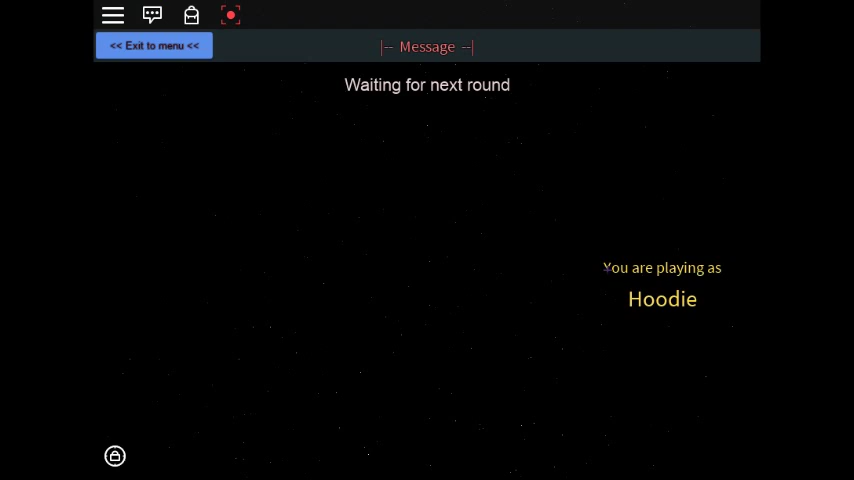 << Exit to menu <<
|-- Message --|
Waiting for next round
You are playing as
Hoodie